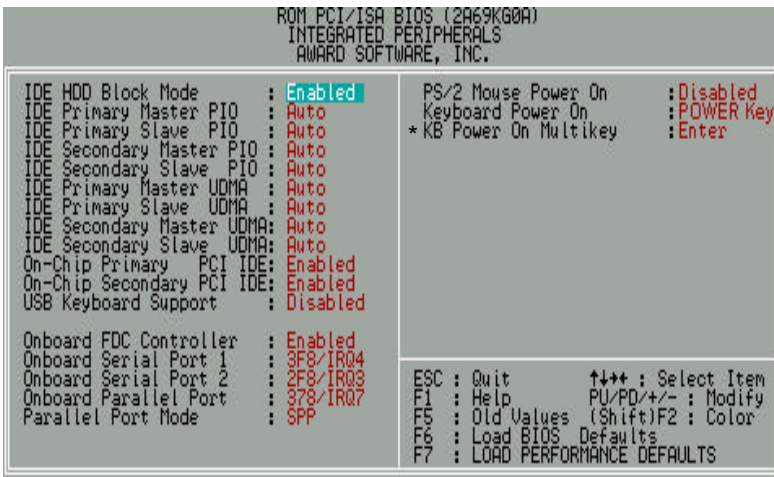 ROM PCI/ISA BIOS (2A69KG0A)
INTEGRATED PERIPHERALS
AWARD SOFTWARE, INC.
IDE HDD Block Mode : Enabled
IDE Primary Master PIO : Auto
IDE Primary Slave PIO : Auto
IDE Secondary Master PIO : Auto
IDE Secondary Slave PIO : Auto
IDE Primary Master UDMA : Auto
IDE Primary Slave UDMA : Auto
IDE Secondary Master UDMA: Auto
IDE Secondary Slave UDMA: Auto
On-Chip Primary PCI IDE: Enabled
On-Chip Secondary PCI IDE: Enabled
USB Keyboard Support : Disabled
Onboard FDC Controller : Enabled
Onboard Serial Port 1 : 3F8/IRQ4
Onboard Serial Port 2 : 2F8/IRQ3
Onboard Parallel Port : 378/IRQ7
Parallel Port Mode : SPP
PS/2 Mouse Power On :Disabled
Keyboard Power On :POWER Key
* KB Power On Multikey :Enter
ESC : Quit ↑↓→← : Select Item
F1 : Help PU/PD/+/- : Modify
F5 : Old Values (Shift)F2 : Color
F6 : Load BIOS Defaults
F7 : LOAD PERFORMANCE DEFAULTS